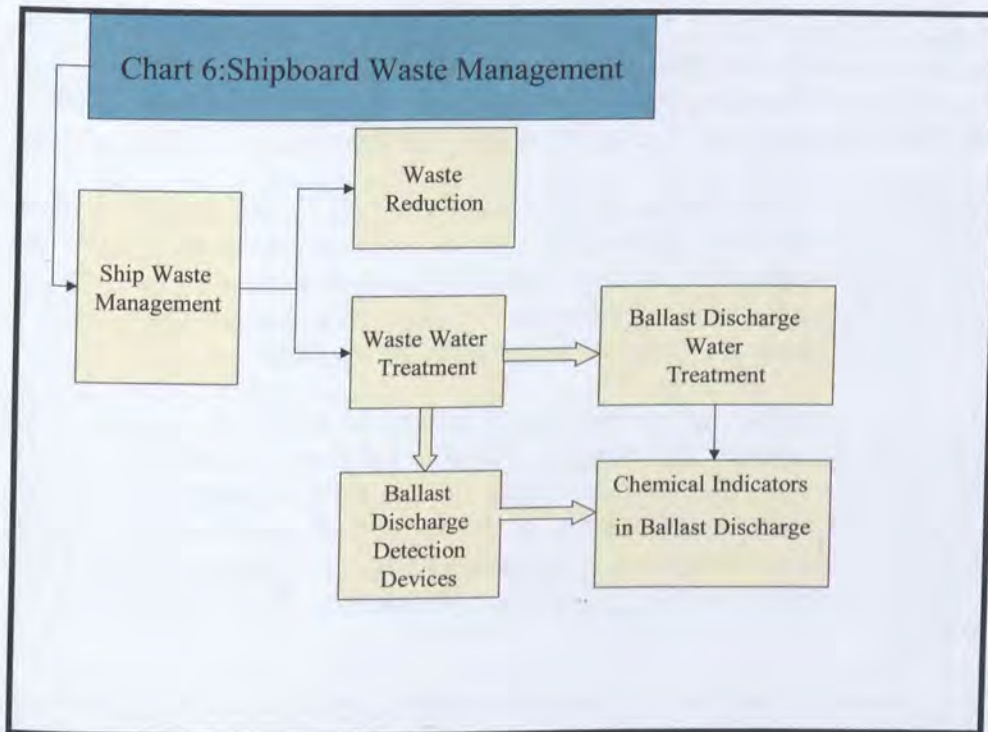 Chart 6:Shipboard Waste Management
Waste
Reduction
Ship Waste
Management
Waste Water
Treatment
Ballast Discharge
Water
Treatment
Ballast
Discharge
Detection
Devices
Chemical Indicators
in Ballast Discharge